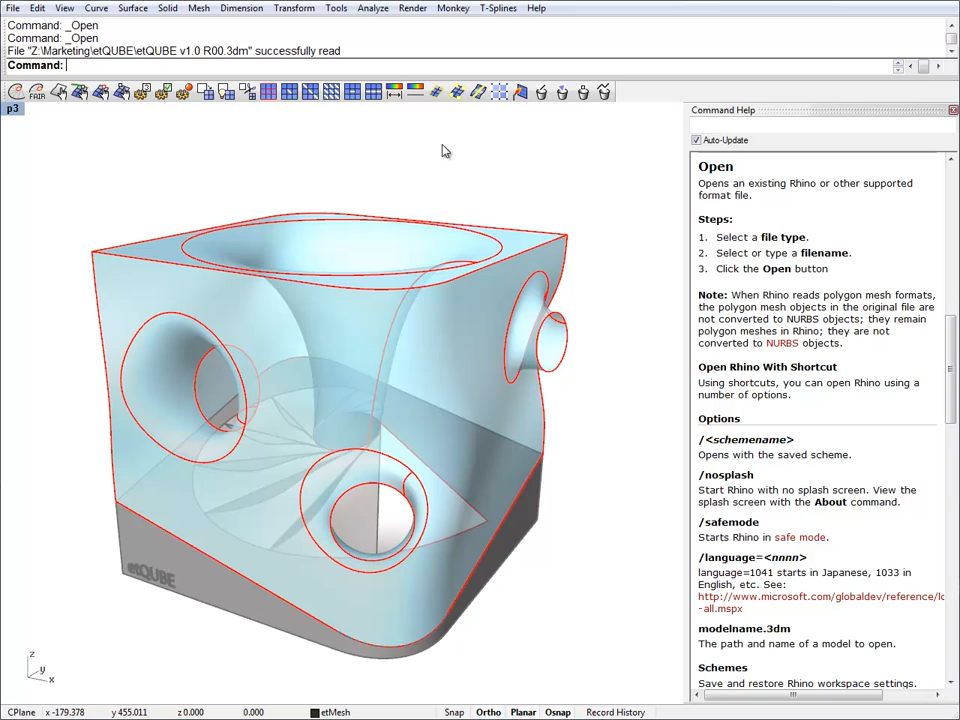 File Edit View Curve Surface Solid Mesh Dimension Transform Tools Analyze Render Monkey T-Splines Help
Command: _Open
Command: _Open
File "Z:\Marketing\etQUBE\etQUBE v1.0 R00.3dm" successfully read
Command:
FAIR
p3
Command Help
Auto-Update
Open
Opens an existing Rhino or other supported
format file.
Steps:
1. Select a file type.
2. Select or type a filename.
3. Click the Open button
Note: When Rhino reads polygon mesh formats,
the polygon mesh objects in the original file are
not converted to NURBS objects; they remain
polygon meshes in Rhino; they are not
converted to NURBS objects.
Open Rhino With Shortcut
Using shortcuts, you can open Rhino using a
number of options.
Options
/<schemename>
Opens with the saved scheme.
/nosplash
Start Rhino with no splash screen. View the
splash screen with the About command.
/safemode
Starts Rhino in safe mode.
/language=<nnnn>
language=1041 starts in Japanese, 1033 in
English, etc. See:
http://www.microsoft.com/globaldev/reference/lc
-all.mspx
modelname.3dm
The path and name of a model to open.
Schemes
Save and restore Rhino workspace settings.
etQUBE
z
y
x
CPlane x -179.378 y 455.011 z 0.000 0.000 etMesh Snap Ortho Planar Osnap Record History